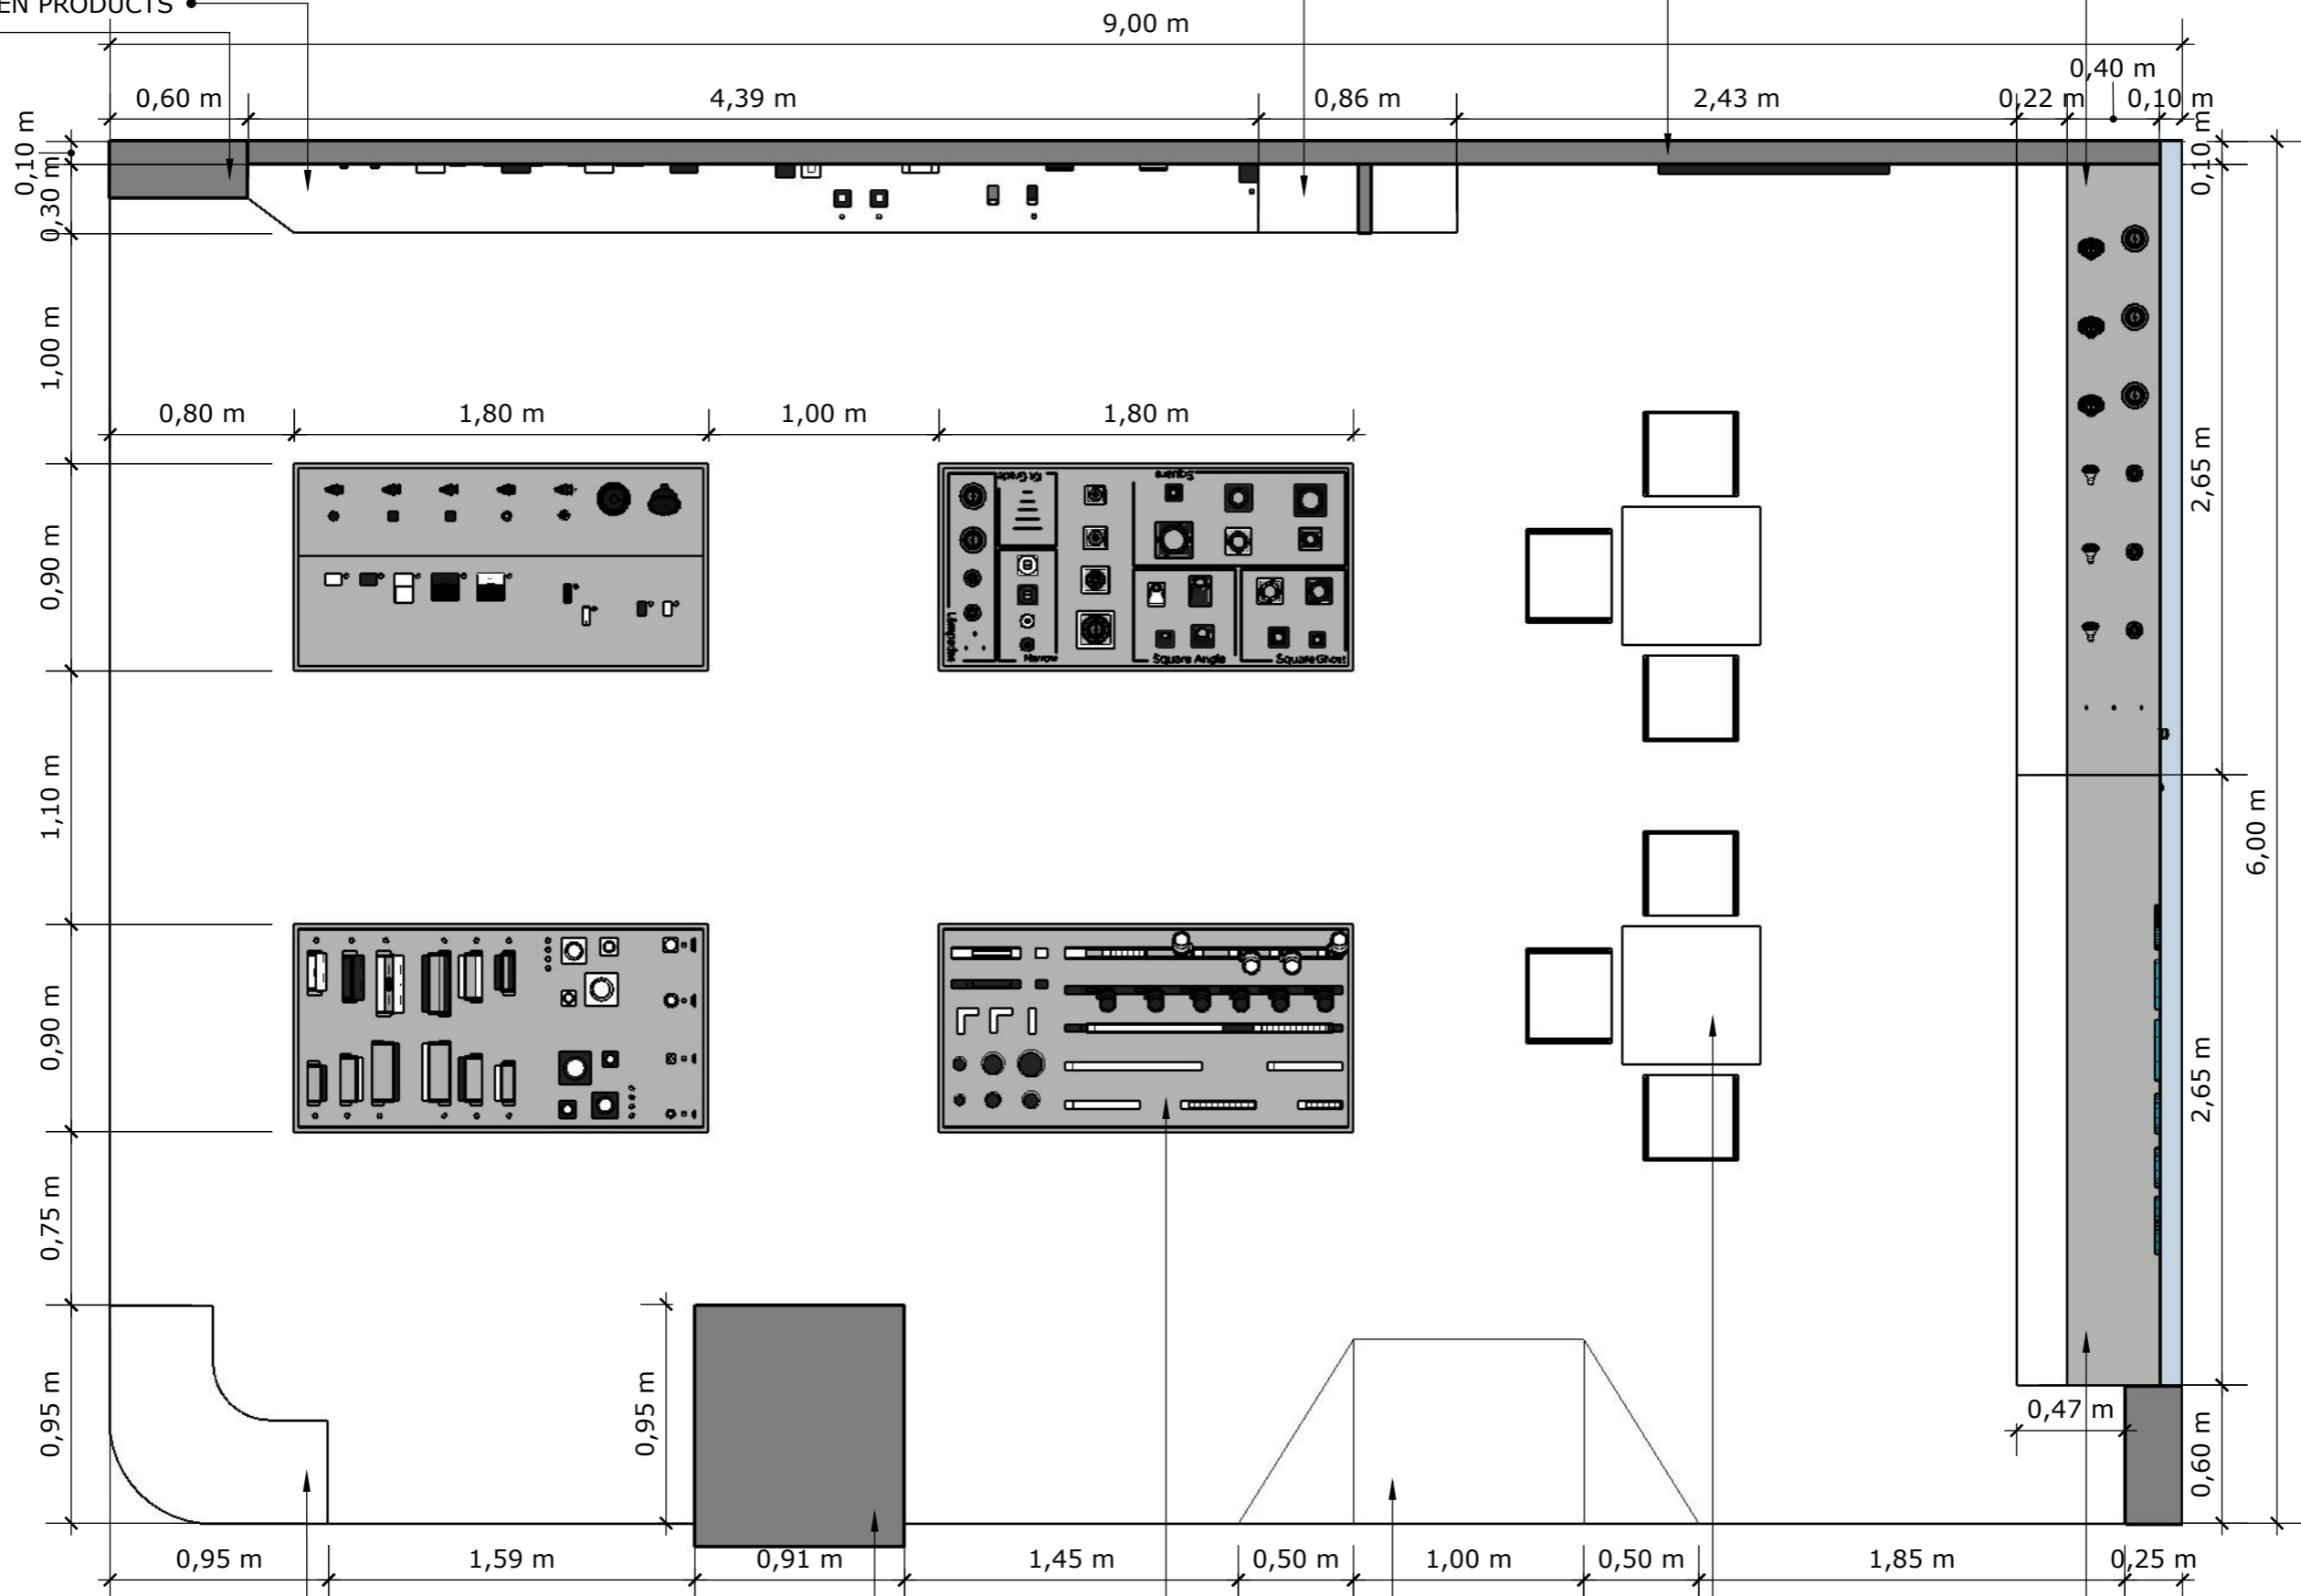 EN PRODUCTS
9,00 m
0,40 m
0,60 m
4,39 m
0,86 m
2,43 m
0,22 m
0,10 m
0,10 m
0,30 m
0,10 m
1,00 m
0,80 m
1,80 m
1,00 m
1,80 m
2,65 m
0,90 m
Kit Grader
Square
Narrow
Square Angle
Square Ghost
1,10 m
6,00 m
0,90 m
2,65 m
0,75 m
0,95 m
0,95 m
0,47 m
0,60 m
0,95 m
1,59 m
0,91 m
1,45 m
0,50 m
1,00 m
0,50 m
1,85 m
0,25 m